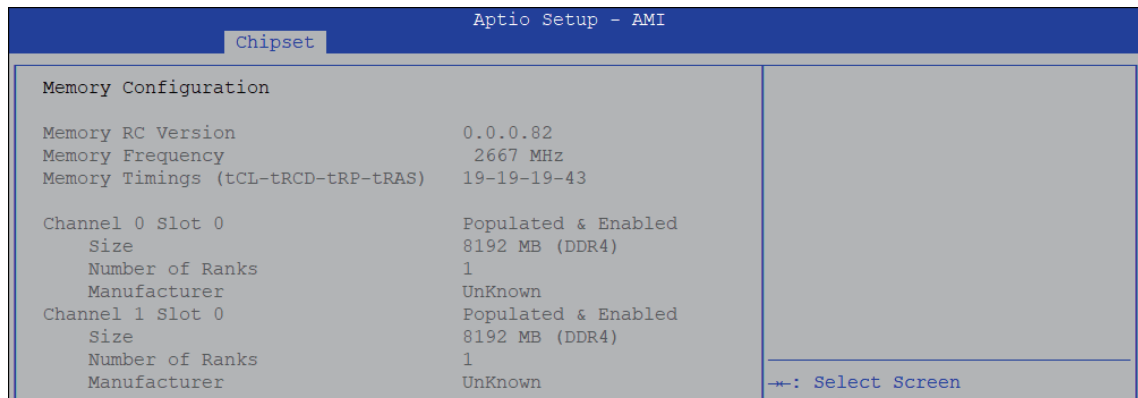 Aptio Setup - AMI
Chipset
Memory Configuration
Memory RC Version 0.0.0.82
Memory Frequency 2667 MHz
Memory Timings (tCL-tRCD-tRP-tRAS) 19-19-19-43
Channel 0 Slot 0 Populated & Enabled
Size 8192 MB (DDR4)
Number of Ranks 1
Manufacturer UnKnown
Channel 1 Slot 0 Populated & Enabled
Size 8192 MB (DDR4)
Number of Ranks 1
Manufacturer UnKnown
→←: Select Screen